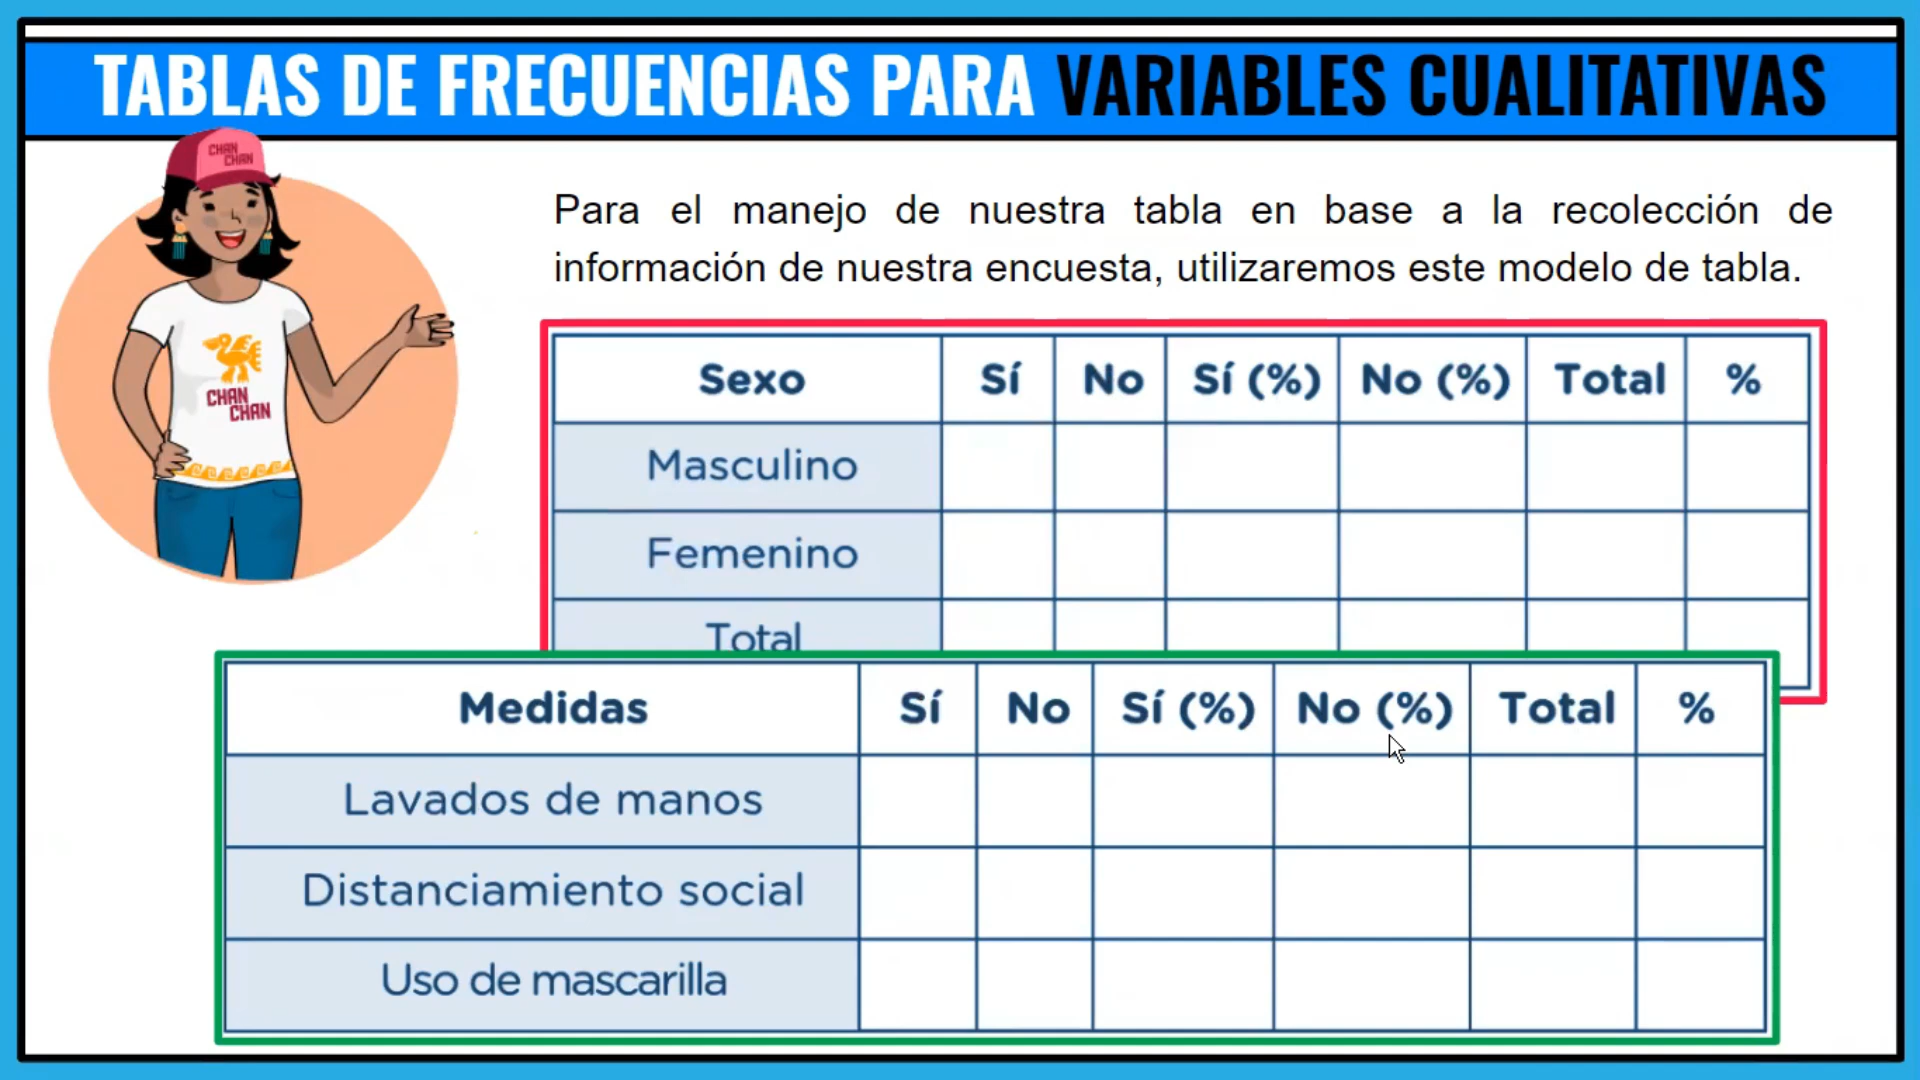 TABLAS DE FRECUENCIAS PARA VARIABLES CUALITATIVAS
CHAN
CHAN
CHAN
CHAN
Para el manejo de nuestra tabla en base a la recolección de
información de nuestra encuesta, utilizaremos este modelo de tabla.
Sexo Sí No Sí (%) No (%) Total %
Masculino
Femenino
Total
Medidas Sí No Sí (%) No (%) Total %
Lavados de manos
Distanciamiento social
Uso de mascarilla